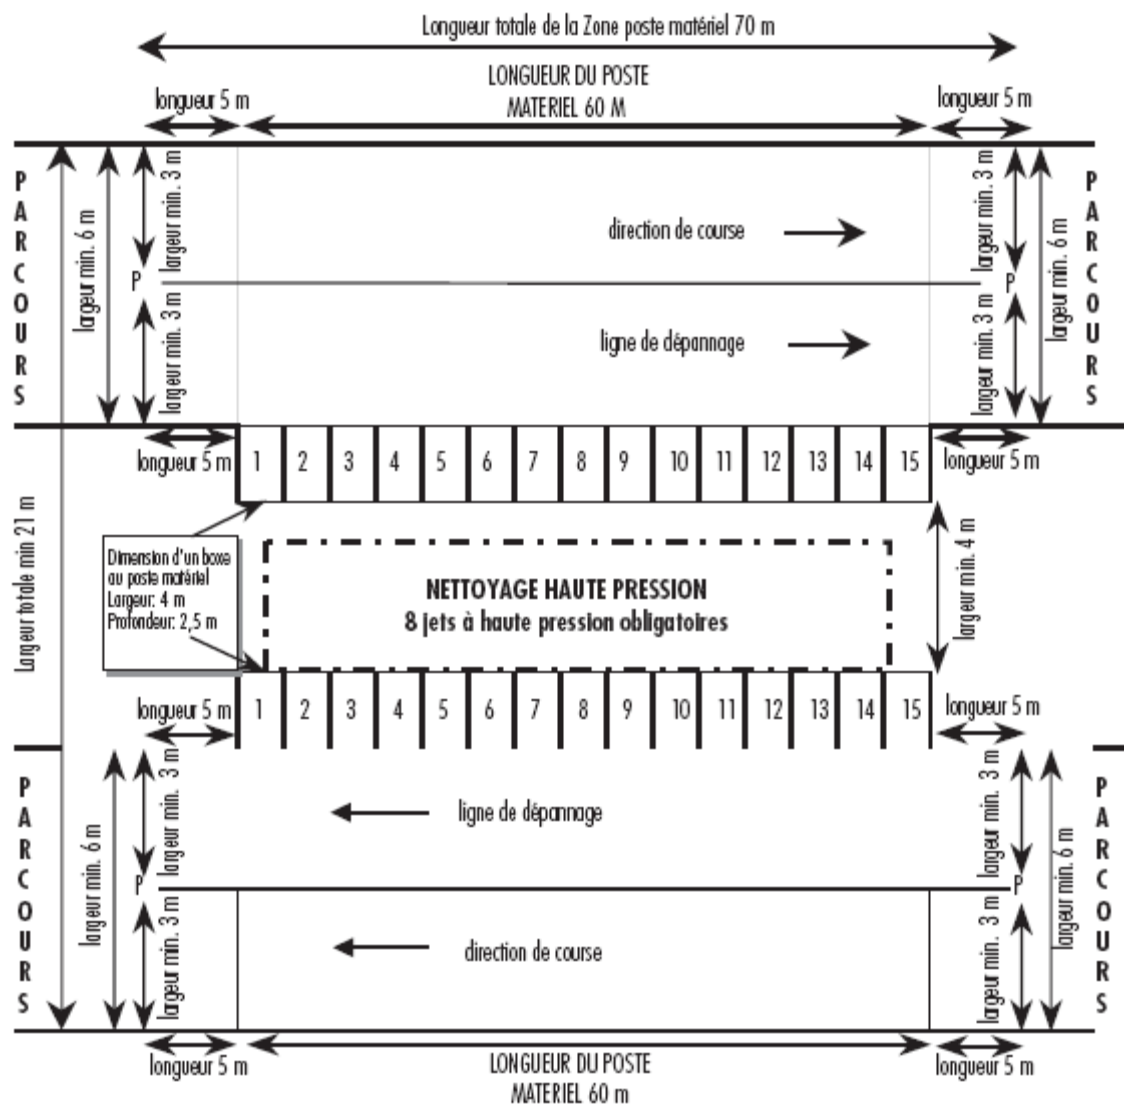 Longueur totale de la Zone poste matériel 70 m
LONGUEUR DU POSTE
MATERIEL 60 M
longueur 5 m
longueur 5 m
PARCOURS
largeur min. 6 m
largeur min. 3 m
P
largeur min. 3 m
direction de course
ligne de dépannage
largeur min. 3 m
P
largeur min. 3 m
largeur min. 6 m
PARCOURS
longueur 5 m
1 2 3 4 5 6 7 8 9 10 11 12 13 14 15
longueur 5 m
Largeur totale min 21 m
Dimension d'un boxe
au poste matériel
Largeur: 4 m
Profondeur: 2,5 m
NETTOYAGE HAUTE PRESSION
8 jets à haute pression obligatoires
largeur min. 4 m
longueur 5 m
1 2 3 4 5 6 7 8 9 10 11 12 13 14 15
longueur 5 m
PARCOURS
largeur min. 6 m
largeur min. 3 m
P
largeur min. 3 m
ligne de dépannage
direction de course
largeur min. 3 m
P
largeur min. 3 m
largeur min. 6 m
PARCOURS
longueur 5 m
LONGUEUR DU POSTE
MATERIEL 60 m
longueur 5 m